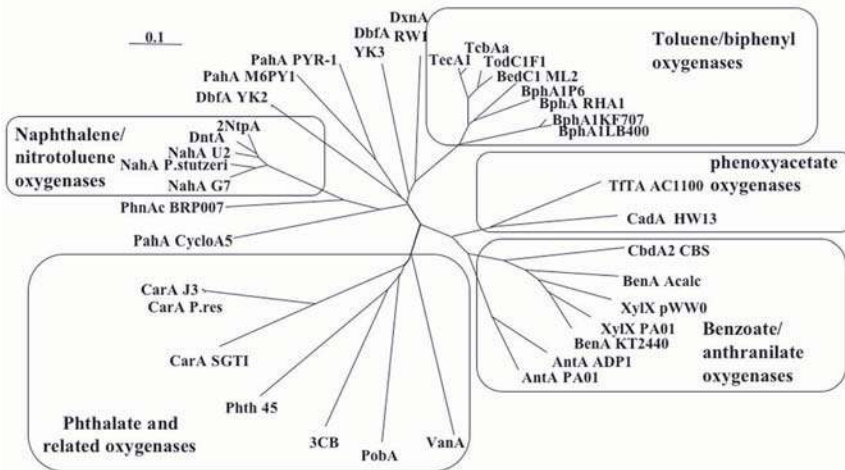 0.1
DxnA
RW1
DbfA
YK3
PahA PYR-1
PahA M6PY1
DbfA YK2
Toluene/biphenyl
oxygenases
TcbAa
TecA1
TodC1F1
BedC1 ML2
BphA1P6
BphA RHA1
BphA1KF707
BphA1LB400
Naphthalene/
nitrotoluene
oxygenases
2NtpA
DntA
NahA U2
NahA P.stutzeri
NahA G7
PhnAc BRP007
PahA CycloA5
phenoxyacetate
oxygenases
TfTA AC1100
CadA HW13
CbdA2 CBS
BenA Acalc
XylX pWW0
XylX PA01
BenA KT2440
AntA ADP1
AntA PA01
Benzoate/
anthranilate
oxygenases
CarA J3
CarA P.res
CarA SGTI
Phth 45
3CB
PobA
VanA
Phthalate and
related oxygenases